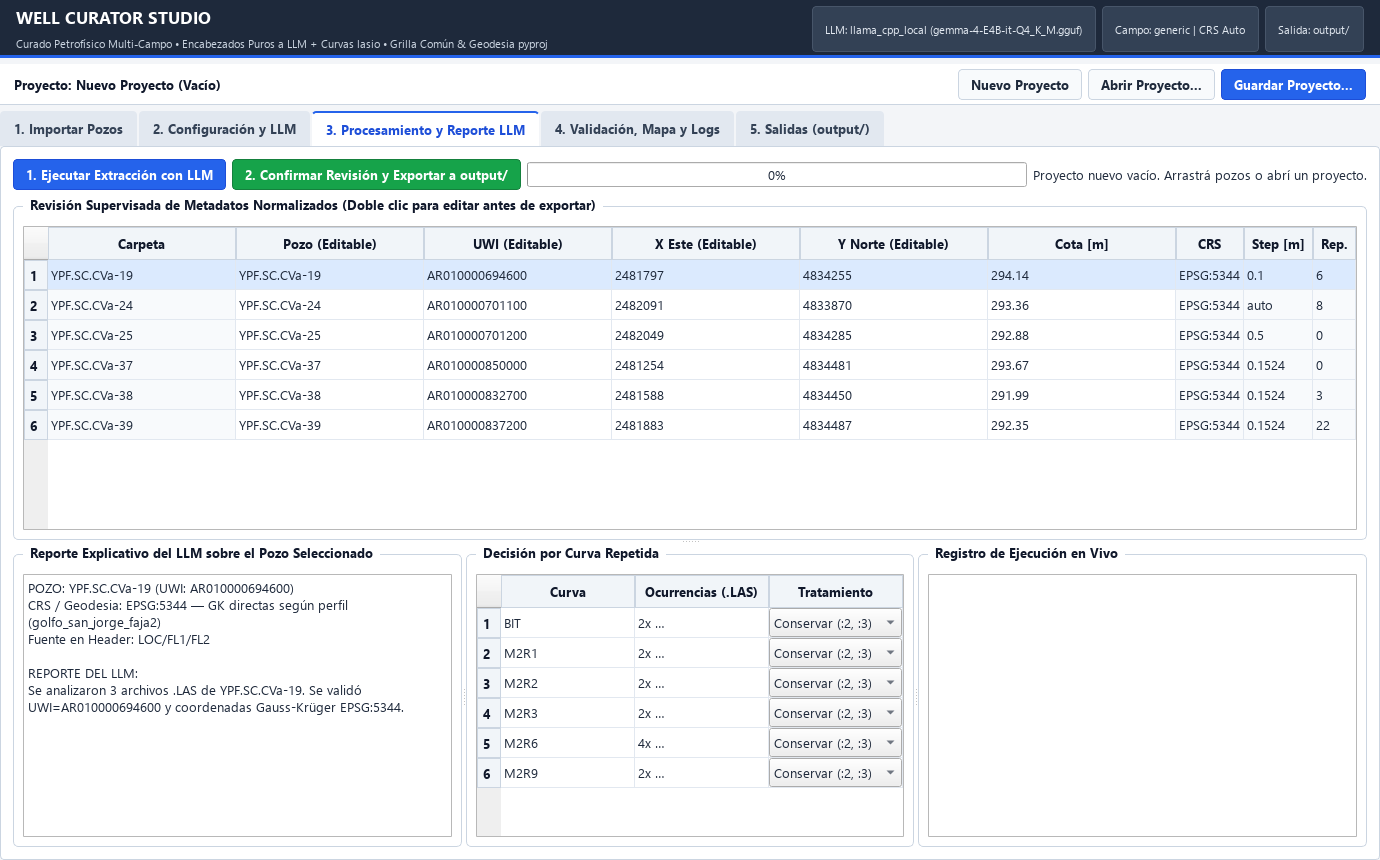 WELL CURATOR STUDIO
Curado Petrofísico Multi-Campo • Encabezados Puros a LLM + Curvas lasio • Grilla Común & Geodesia pyproj
LLM: llama_cpp_local (gemma-4-E4B-it-Q4_K_M.gguf)
Campo: generic | CRS Auto
Salida: output/
Proyecto: Nuevo Proyecto (Vacío)
Nuevo Proyecto
Abrir Proyecto...
Guardar Proyecto...
1. Importar Pozos
2. Configuración y LLM
3. Procesamiento y Reporte LLM
4. Validación, Mapa y Logs
5. Salidas (output/)
1. Ejecutar Extracción con LLM
2. Confirmar Revisión y Exportar a output/
0%
Proyecto nuevo vacío. Arrastrá pozos o abrí un proyecto.
Revisión Supervisada de Metadatos Normalizados (Doble clic para editar antes de exportar)
Carpeta Pozo (Editable) UWI (Editable) X Este (Editable) Y Norte (Editable) Cota [m] CRS Step [m] Rep.
1 YPF.SC.CVa-19 YPF.SC.CVa-19 AR010000694600 2481797 4834255 294.14 EPSG:5344 0.1 6
2 YPF.SC.CVa-24 YPF.SC.CVa-24 AR010000701100 2482091 4833870 293.36 EPSG:5344 auto 8
3 YPF.SC.CVa-25 YPF.SC.CVa-25 AR010000701200 2482049 4834285 292.88 EPSG:5344 0.5 0
4 YPF.SC.CVa-37 YPF.SC.CVa-37 AR010000850000 2481254 4834481 293.67 EPSG:5344 0.1524 0
5 YPF.SC.CVa-38 YPF.SC.CVa-38 AR010000832700 2481588 4834450 291.99 EPSG:5344 0.1524 3
6 YPF.SC.CVa-39 YPF.SC.CVa-39 AR010000837200 2481883 4834487 292.35 EPSG:5344 0.1524 22
Reporte Explicativo del LLM sobre el Pozo Seleccionado
POZO: YPF.SC.CVa-19 (UWI: AR010000694600)
CRS / Geodesia: EPSG:5344 — GK directas según perfil
(golfo_san_jorge_faja2)
Fuente en Header: LOC/FL1/FL2
REPORTE DEL LLM:
Se analizaron 3 archivos .LAS de YPF.SC.CVa-19. Se validó
UWI=AR010000694600 y coordenadas Gauss-Krüger EPSG:5344.
Decisión por Curva Repetida
Curva Ocurrencias (.LAS) Tratamiento
1 BIT 2x ... Conservar (:2, :3)
2 M2R1 2x ... Conservar (:2, :3)
3 M2R2 2x ... Conservar (:2, :3)
4 M2R3 2x ... Conservar (:2, :3)
5 M2R6 4x ... Conservar (:2, :3)
6 M2R9 2x ... Conservar (:2, :3)
Registro de Ejecución en Vivo